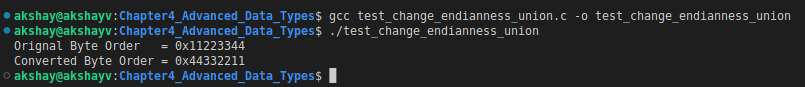 akshay@akshayv:Chapter4_Advanced_Data_Types$ gcc test_change_endianness_union.c -o test_change_endianness_union
akshay@akshayv:Chapter4_Advanced_Data_Types$ ./test_change_endianness_union
Orignal Byte Order   = 0x11223344
Converted Byte Order = 0x44332211
akshay@akshayv:Chapter4_Advanced_Data_Types$